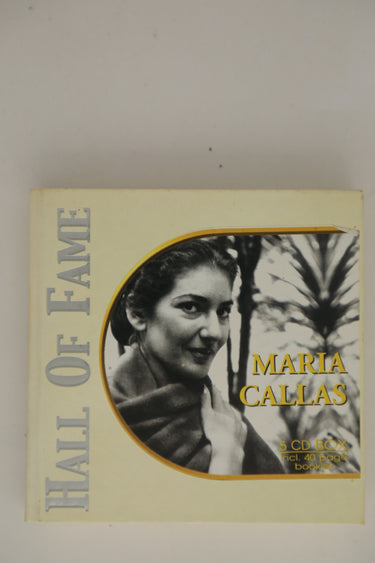 HALL OF FAME
MARIA
CALLAS
5 CD BOX
incl. 40 page
booklet